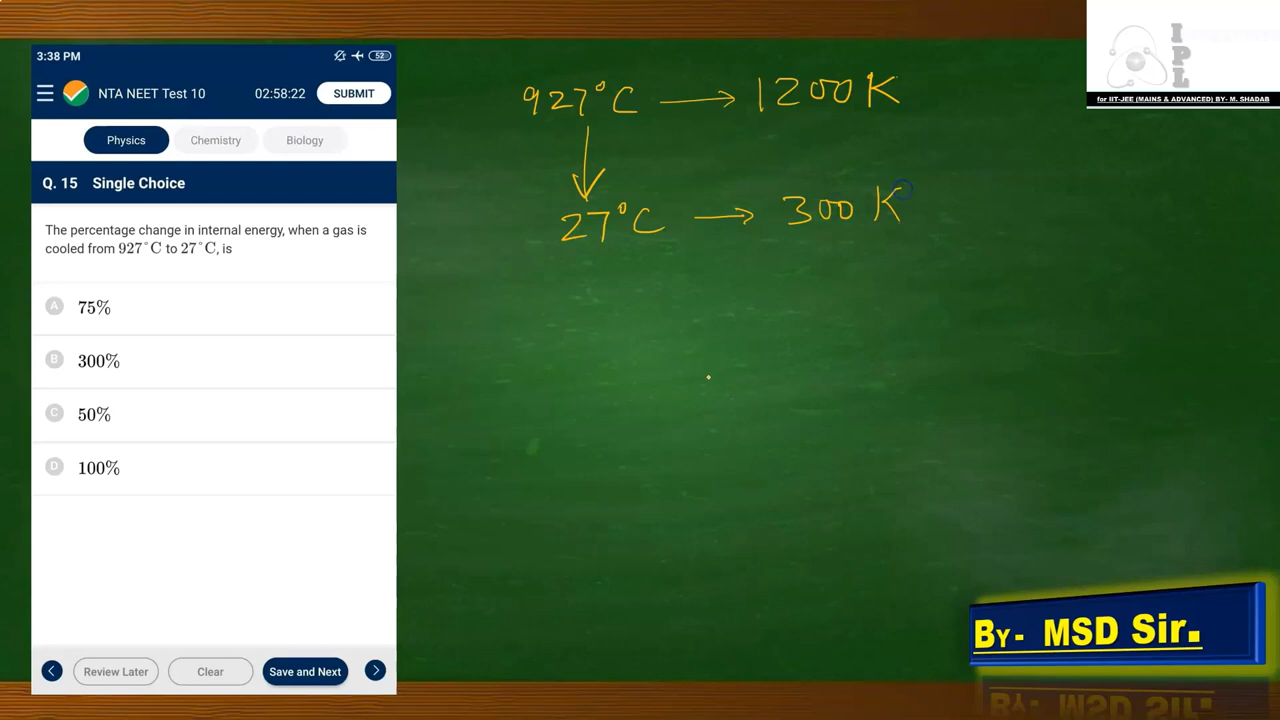 3:38 PM
52
NTA NEET Test 10
02:58:22
SUBMIT
Physics
Chemistry
Biology
Q. 15 Single Choice
The percentage change in internal energy, when a gas is
cooled from 927°C to 27°C, is
A 75%
B 300%
C 50%
D 100%
Review Later
Clear
Save and Next
927°C → 1200 K
27°C → 300 K
IPL
for IIT-JEE (MAINS & ADVANCED) BY- M. SHADAB
By- MSD Sir.